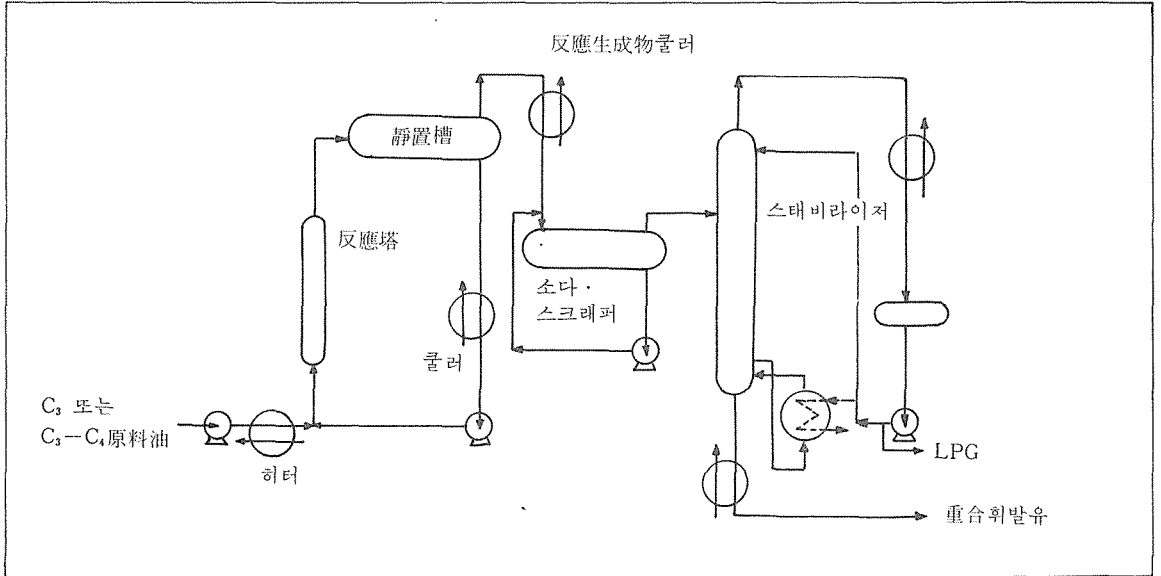 反應生成物쿨러
靜置槽
反應塔
스태비라이저
소다·
스크래퍼
쿨러
C₃ 또는
C₃−C₄原料油
히터
LPG
重合휘발유